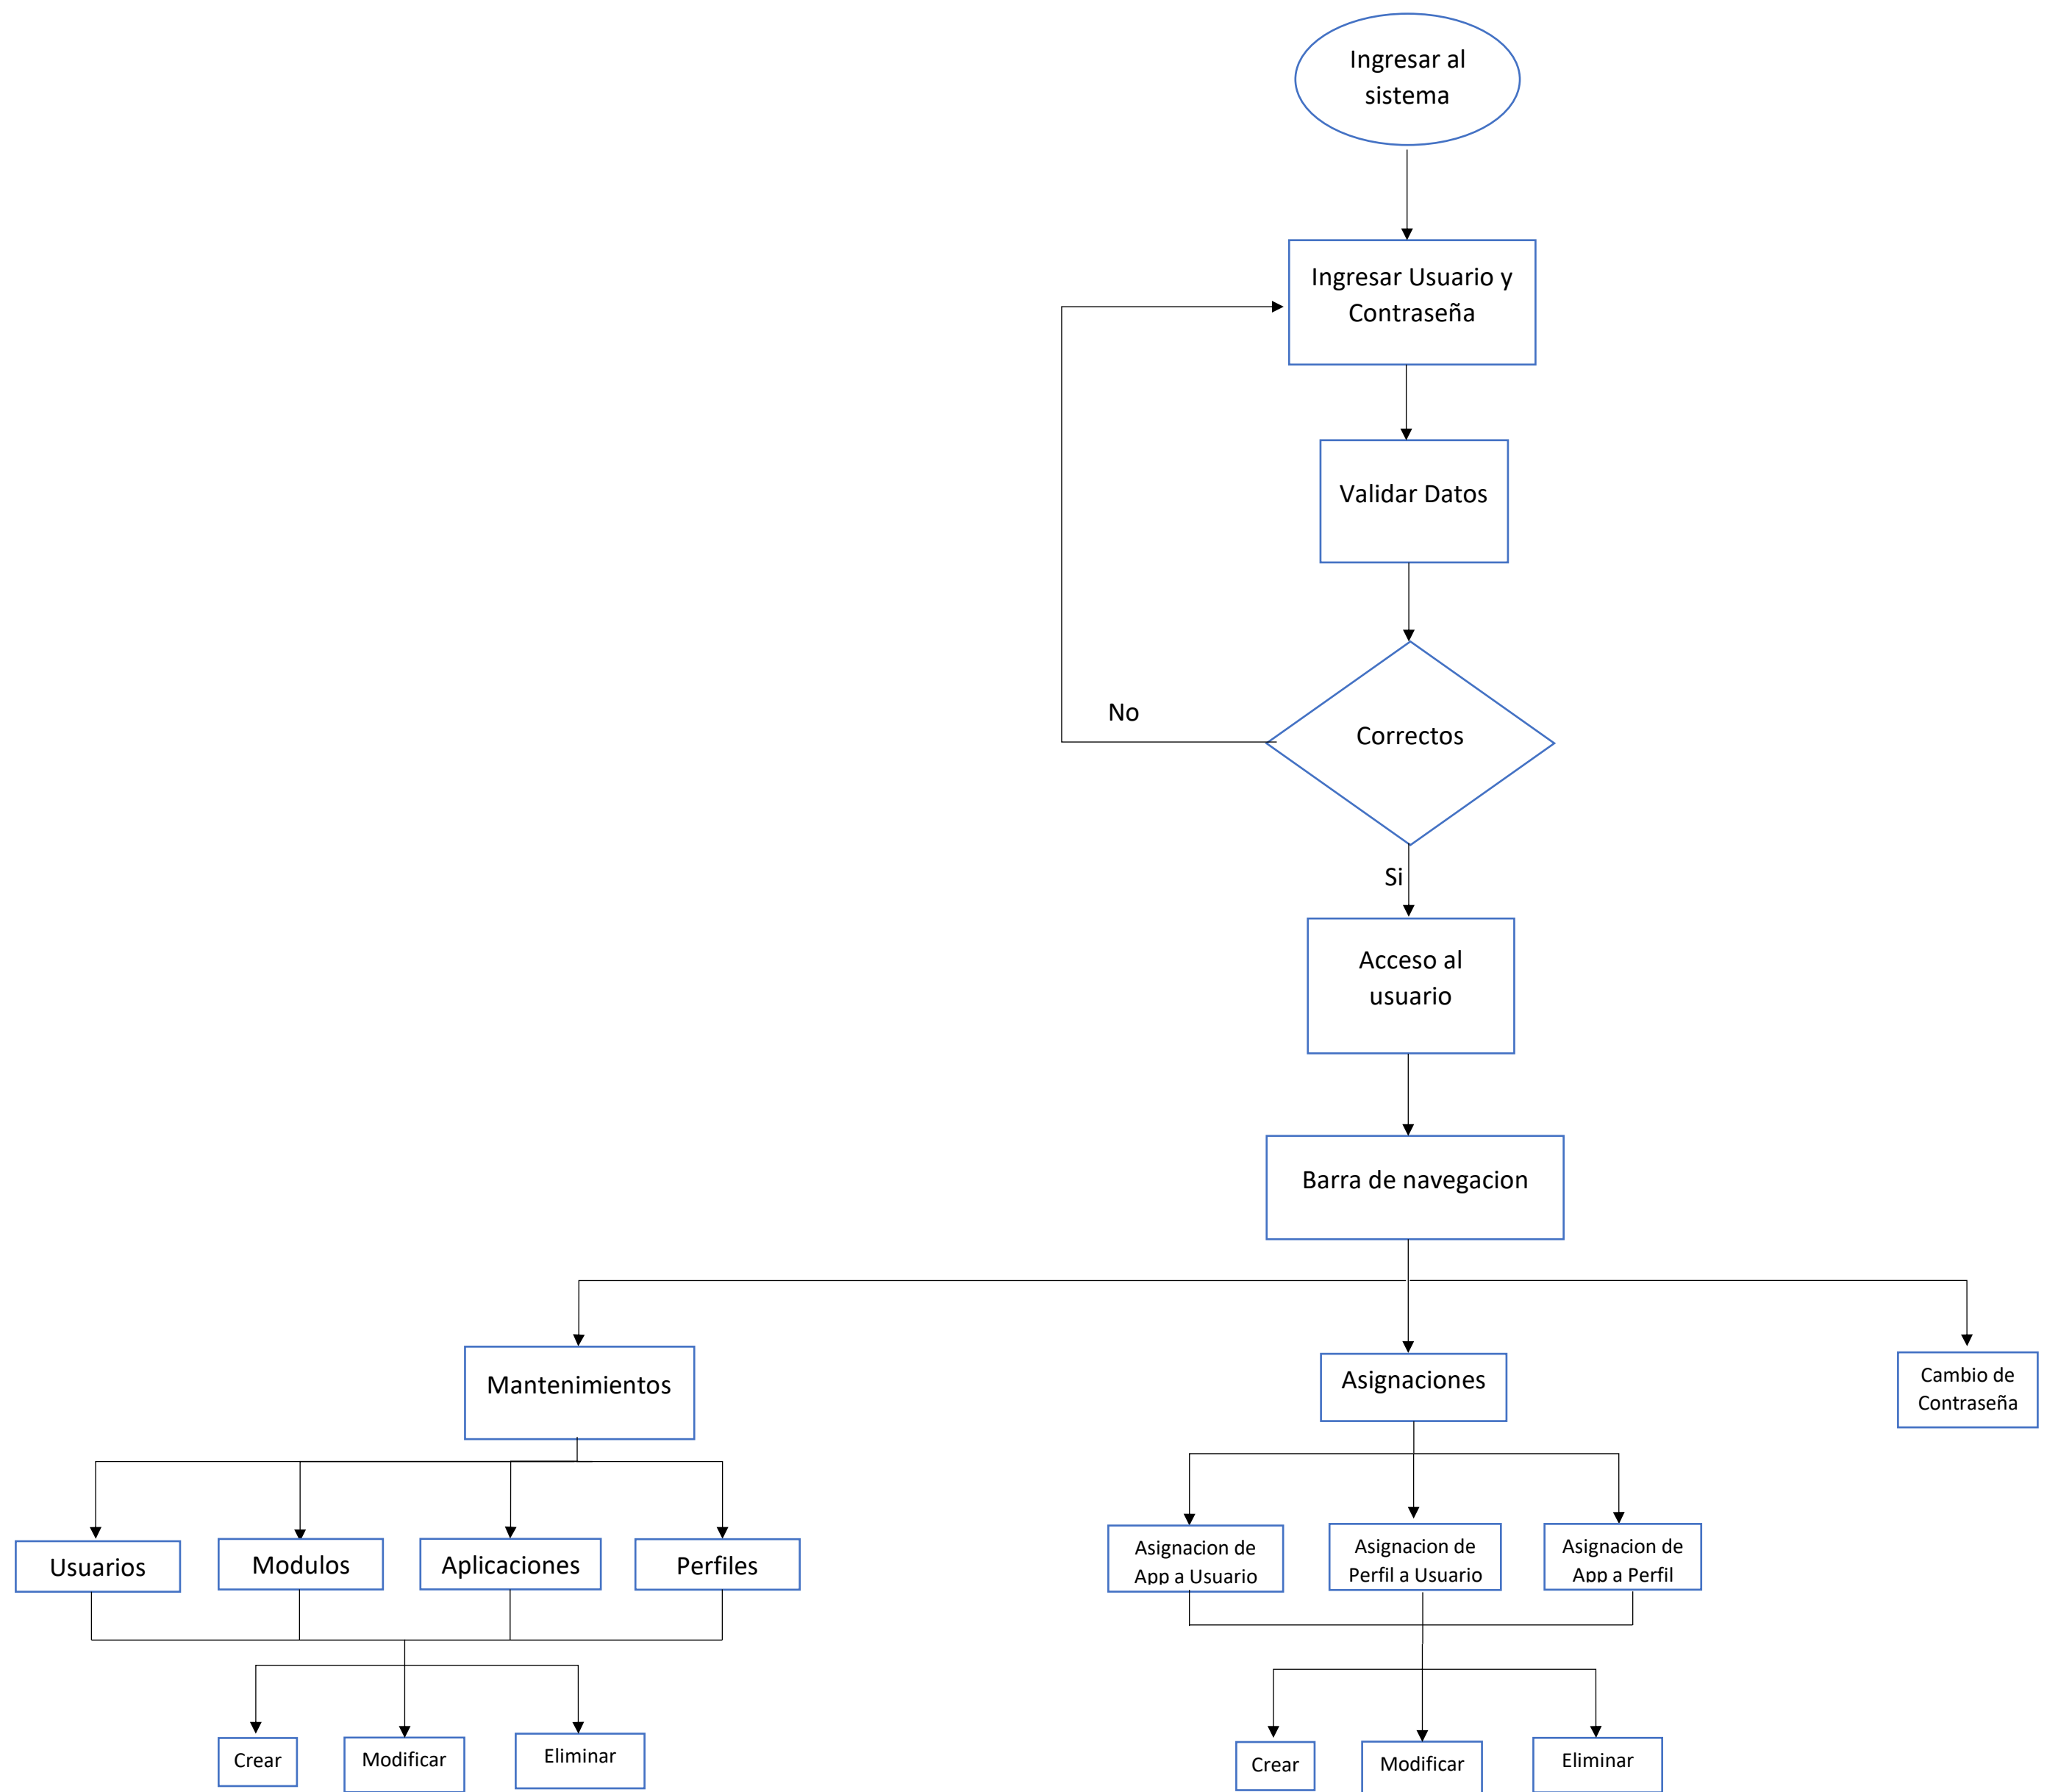 Ingresar al
sistema
Ingresar Usuario y
Contraseña
Validar Datos
No
Correctos
Si
Acceso al
usuario
Barra de navegacion
Mantenimientos
Asignaciones
Cambio de
Contraseña
Usuarios
Modulos
Aplicaciones
Perfiles
Asignacion de
App a Usuario
Asignacion de
Perfil a Usuario
Asignacion de
App a Perfil
Crear
Modificar
Eliminar
Crear
Modificar
Eliminar